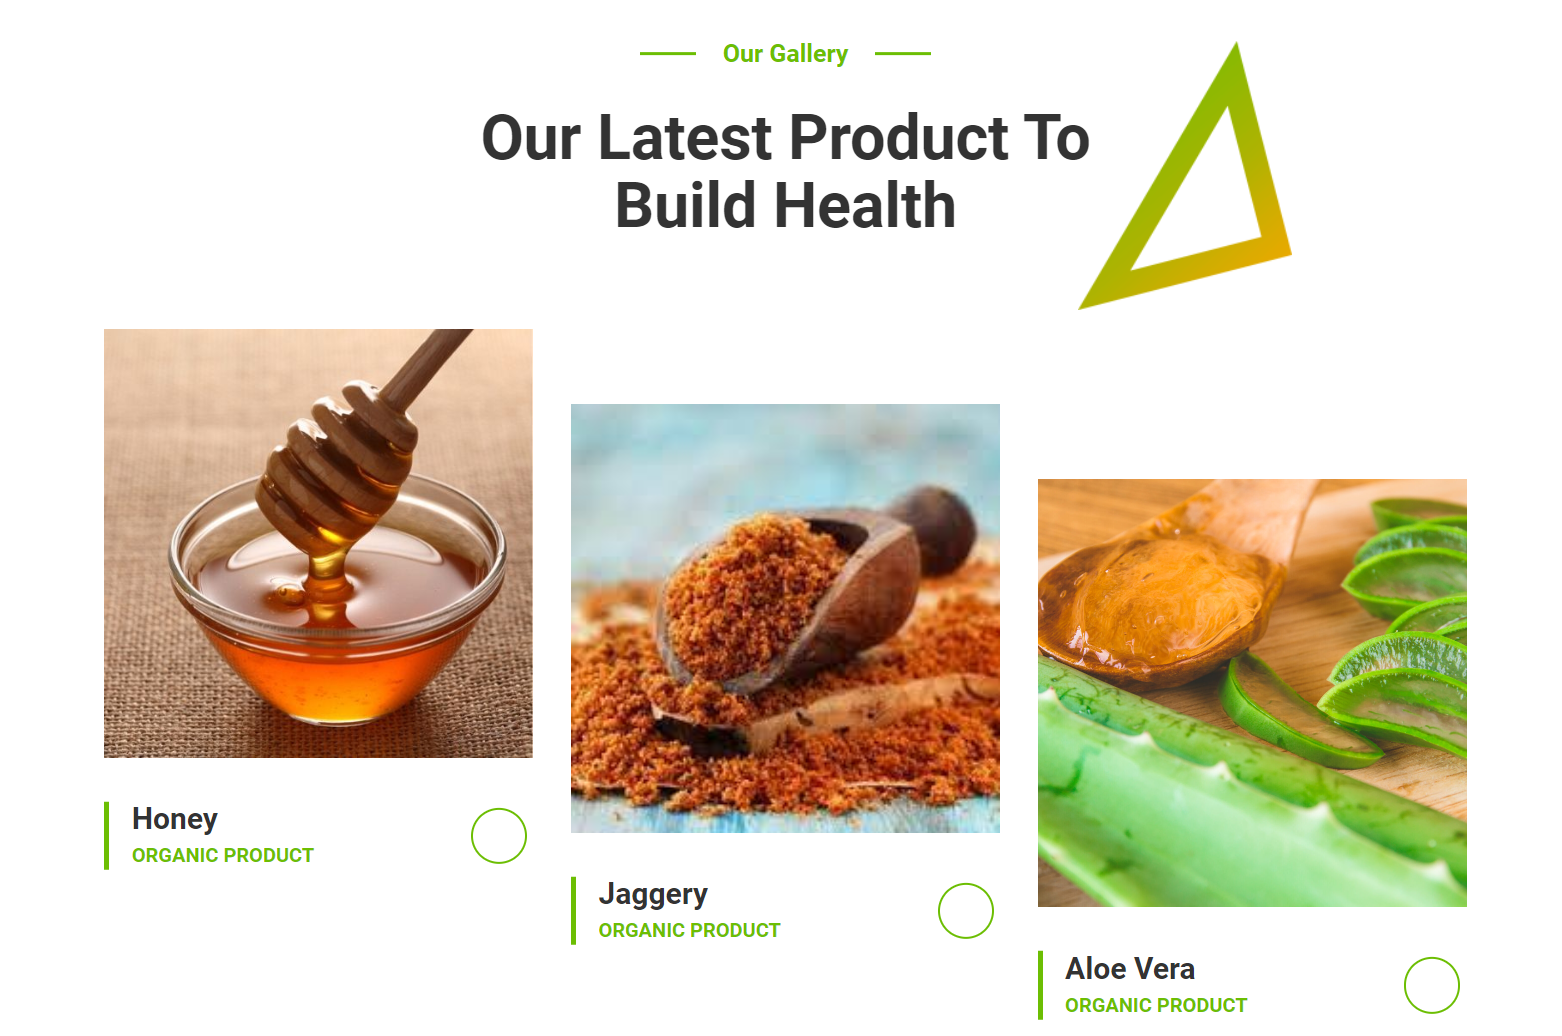 Our Gallery
Our Latest Product To
Build Health
Honey
ORGANIC PRODUCT
Jaggery
ORGANIC PRODUCT
Aloe Vera
ORGANIC PRODUCT